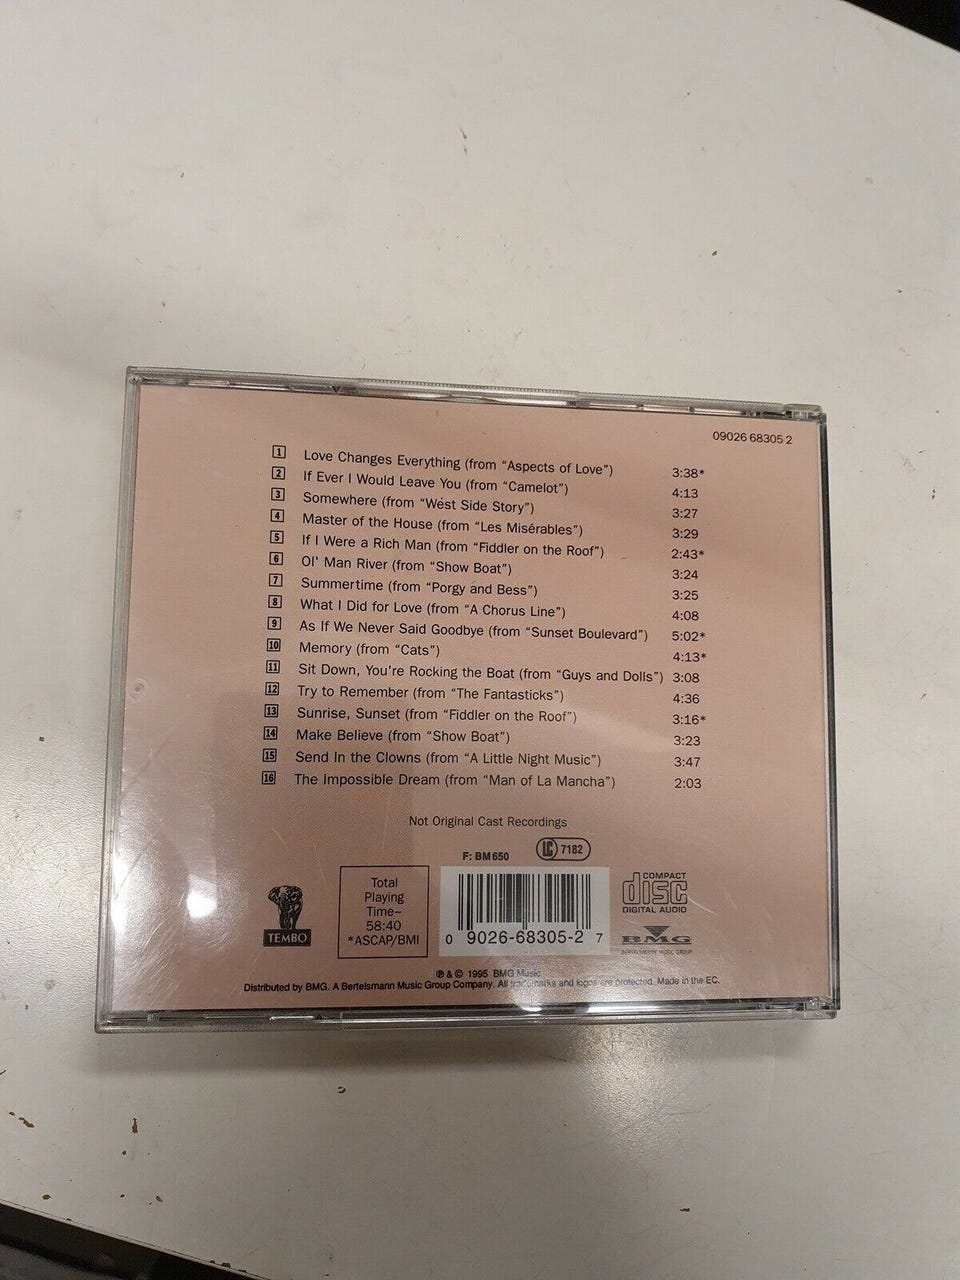 09026 68305 2
1 Love Changes Everything (from “Aspects of Love”) 3:38*
2 If Ever I Would Leave You (from “Camelot”) 4:13
3 Somewhere (from “West Side Story”) 3:27
4 Master of the House (from “Les Misérables”) 3:29
5 If I Were a Rich Man (from “Fiddler on the Roof”) 2:43*
6 Ol' Man River (from “Show Boat”) 3:24
7 Summertime (from “Porgy and Bess”) 3:25
8 What I Did for Love (from “A Chorus Line”) 4:08
9 As If We Never Said Goodbye (from “Sunset Boulevard”) 5:02*
10 Memory (from “Cats”) 4:13*
11 Sit Down, You're Rocking the Boat (from “Guys and Dolls”) 3:08
12 Try to Remember (from “The Fantasticks”) 4:36
13 Sunrise, Sunset (from “Fiddler on the Roof”) 3:16*
14 Make Believe (from “Show Boat”) 3:23
15 Send In the Clowns (from “A Little Night Music”) 3:47
16 The Impossible Dream (from “Man of La Mancha”) 2:03
Not Original Cast Recordings
F: BM 650
LC 7182
TEMBO
Total
Playing
Time–
58:40
*ASCAP/BMI
0 9026-68305-2 7
COMPACT
disc
DIGITAL AUDIO
BMG
BERTELSMANN MUSIC GROUP
℗ & © 1995 BMG Music
Distributed by BMG. A Bertelsmann Music Group Company. All trademarks and logos are protected. Made in the EC.